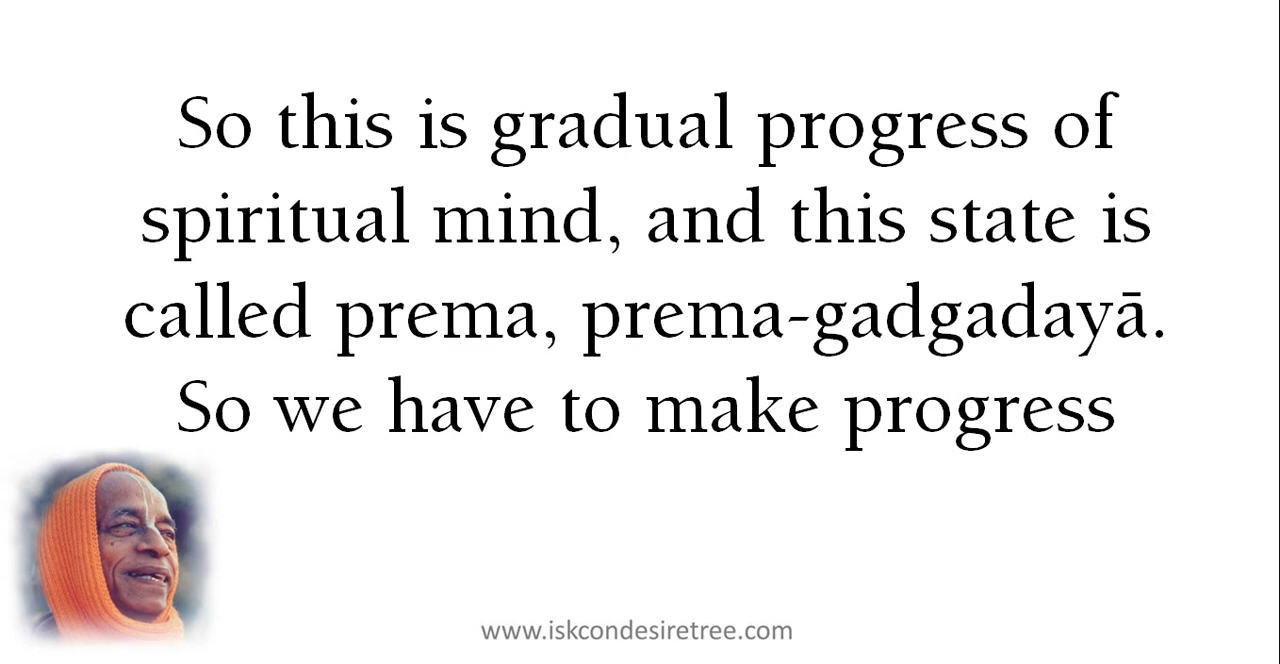 So this is gradual progress of
spiritual mind, and this state is
called prema, prema-gadgadayā.
So we have to make progress
www.iskcondesiretree.com